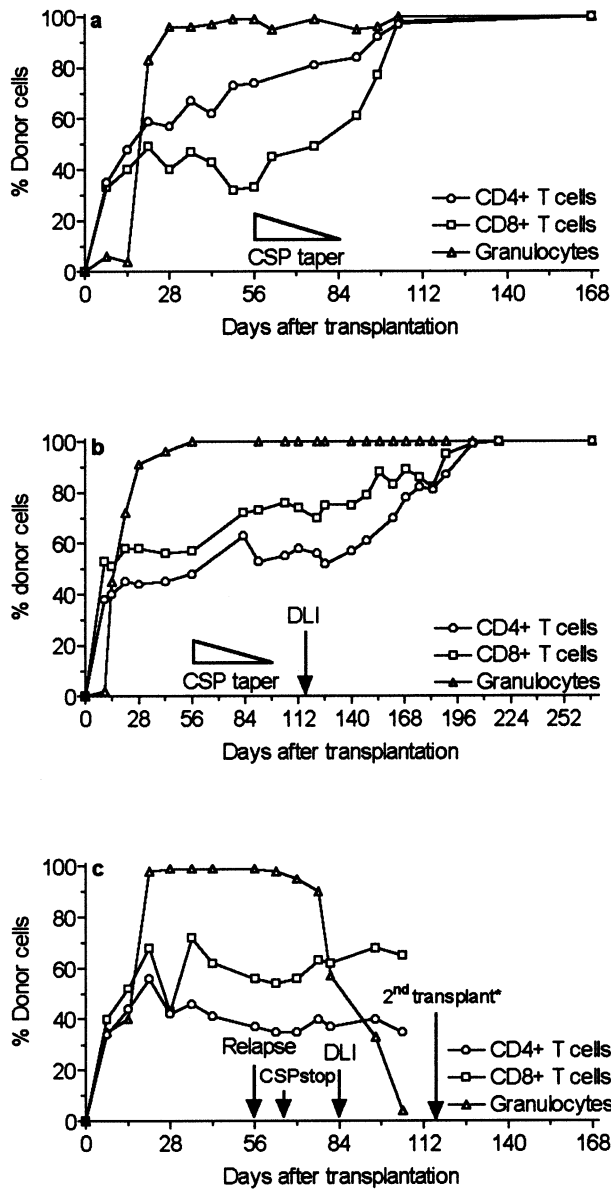 a
100
80
60
40
20
0
% Donor cells
CD4+ T cells
CD8+ T cells
Granulocytes
CSP taper
0 28 56 84 112 140 168
Days after transplantation
b
100
80
60
40
20
0
% donor cells
DLI
CD4+ T cells
CD8+ T cells
Granulocytes
CSP taper
0 28 56 84 112 140 168 196 224 252
Days after transplantation
c
100
80
60
40
20
0
% Donor cells
2nd transplant*
Relapse
DLI
CSPstop
CD4+ T cells
CD8+ T cells
Granulocytes
0 28 56 84 112 140 168
Days after transplantation